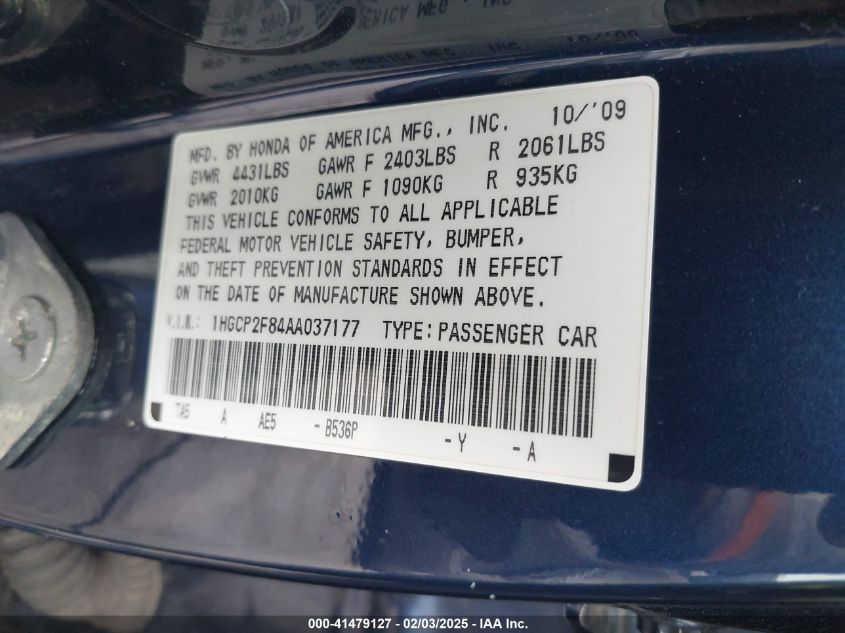 MFD. BY HONDA OF AMERICA MFG., INC. 10/'09
GVWR 4431LBS GAWR F 2403LBS R 2061LBS
GVWR 2010KG GAWR F 1090KG R 935KG
THIS VEHICLE CONFORMS TO ALL APPLICABLE
FEDERAL MOTOR VEHICLE SAFETY, BUMPER,
AND THEFT PREVENTION STANDARDS IN EFFECT
ON THE DATE OF MANUFACTURE SHOWN ABOVE.
V.I.N.: 1HGCP2F84AA037177 TYPE:PASSENGER CAR
TA5 A AE5 -B536P -Y -A
000-41479127 - 02/03/2025 - IAA Inc.